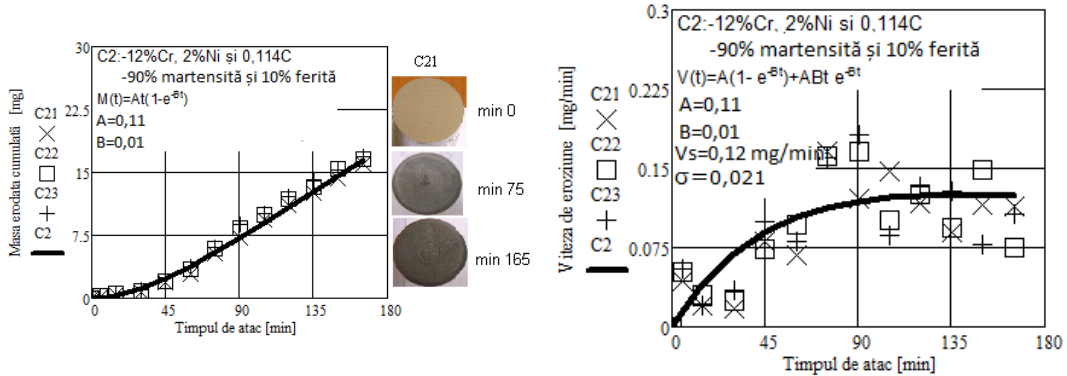 30
22.5
15
7.5
0
0
45
90
135
180
Masa erodata cumulată [mg]
Timpul de atac [min]
C2:-12%Cr, 2%Ni și 0,114C
-90% martensită și 10% ferită
M(t)=At(1-e-Bt)
A=0,11
B=0,01
C21
C22
C23
C2
C21
min 0
min 75
min 165
0.3
0.225
0.15
0.075
0
0
45
90
135
180
Viteza de eroziune [mg/min]
Timpul de atac [min]
C2:-12%Cr, 2%Ni și 0,114C
-90% martensită și 10% ferită
V(t)=A(1- e-Bt)+ABt e-Bt
A=0,11
B=0,01
Vs=0,12 mg/min
σ=0,021
C21
C22
C23
C2